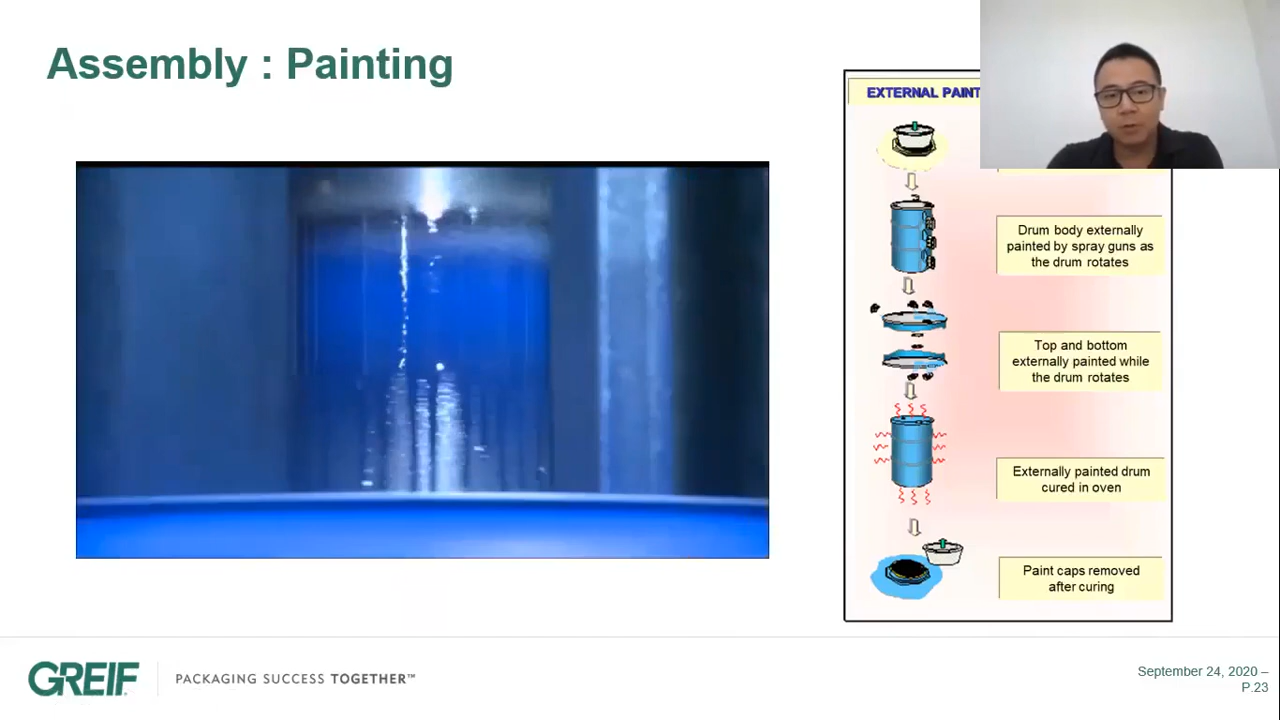 Assembly : Painting
EXTERNAL PAINT
Drum body externally
painted by spray guns as
the drum rotates
Top and bottom
externally painted while
the drum rotates
Externally painted drum
cured in oven
Paint caps removed
after curing
GREIF
PACKAGING SUCCESS TOGETHER™
September 24, 2020 –
P.23